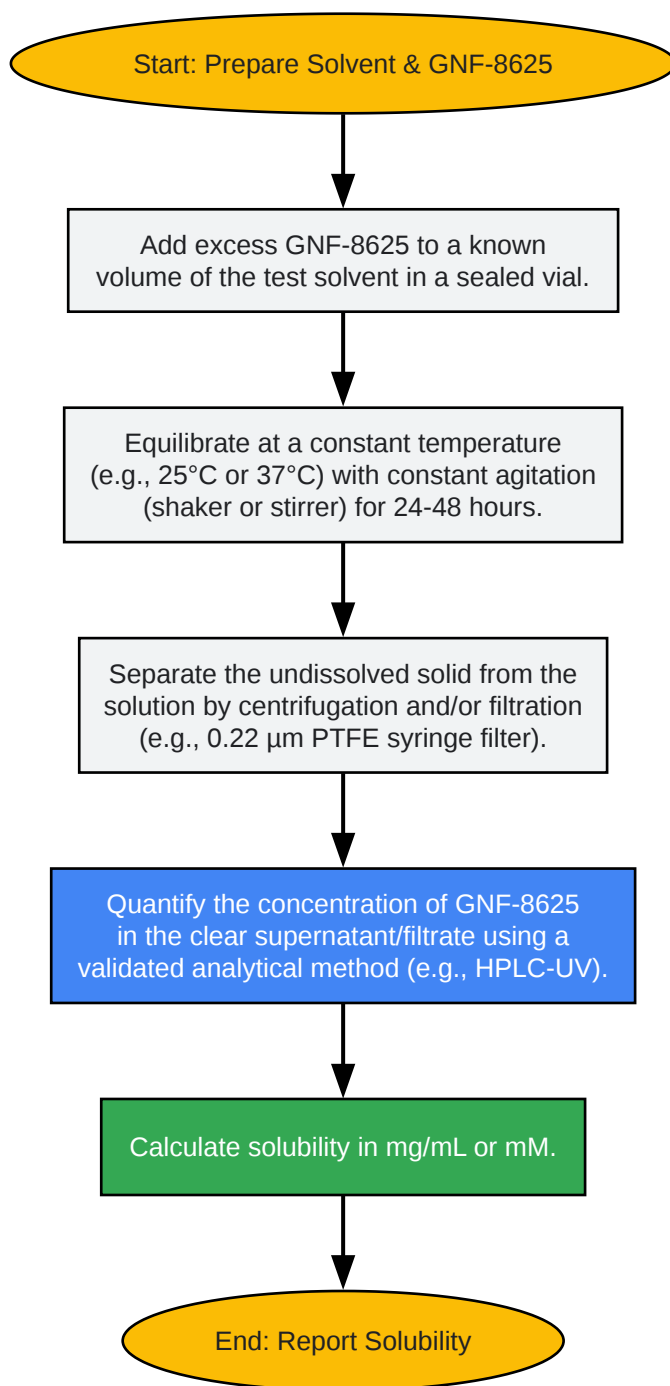 Start: Prepare Solvent & GNF-8625
Add excess GNF-8625 to a known
volume of the test solvent in a sealed vial.
Equilibrate at a constant temperature
(e.g., 25°C or 37°C) with constant agitation
(shaker or stirrer) for 24-48 hours.
Separate the undissolved solid from the
solution by centrifugation and/or filtration
(e.g., 0.22 µm PTFE syringe filter).
Quantify the concentration of GNF-8625
in the clear supernatant/filtrate using a
validated analytical method (e.g., HPLC-UV).
Calculate solubility in mg/mL or mM.
End: Report Solubility